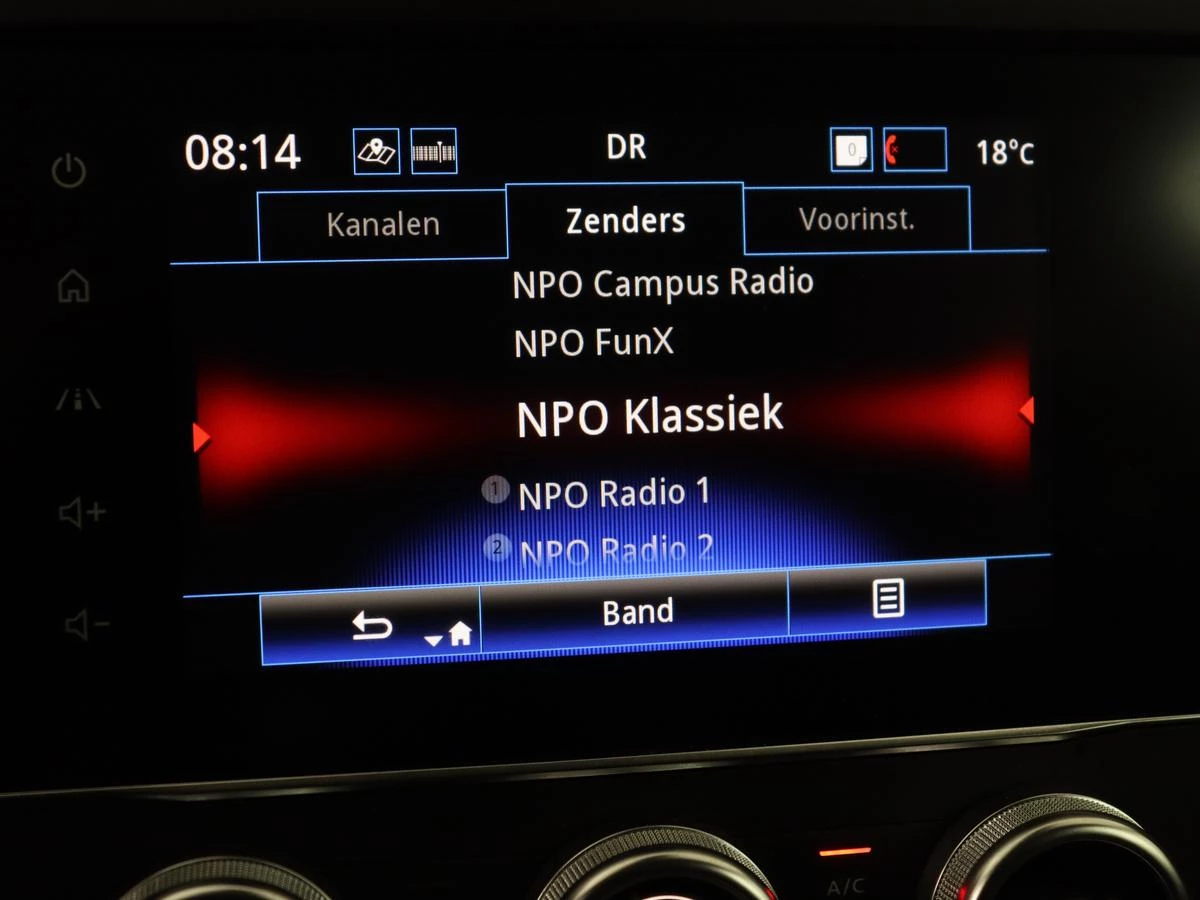 08:14 DR 0 18°C
Kanalen Zenders Voorinst.
NPO Campus Radio
NPO FunX
NPO Klassiek
1 NPO Radio 1
2 NPO Radio 2
Band
A/C